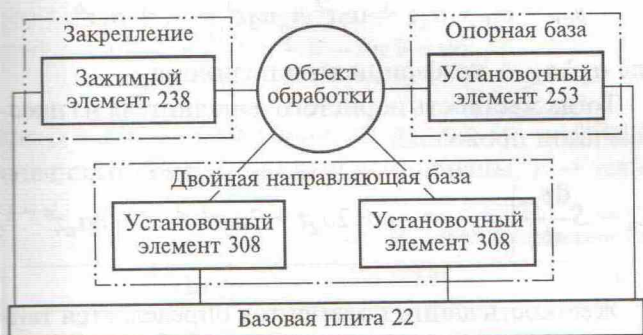 Закрепление
Зажимной
элемент 238
Объект
обработки
Опорная база
Установочный
элемент 253
Двойная направляющая база
Установочный
элемент 308
Установочный
элемент 308
Базовая плита 22